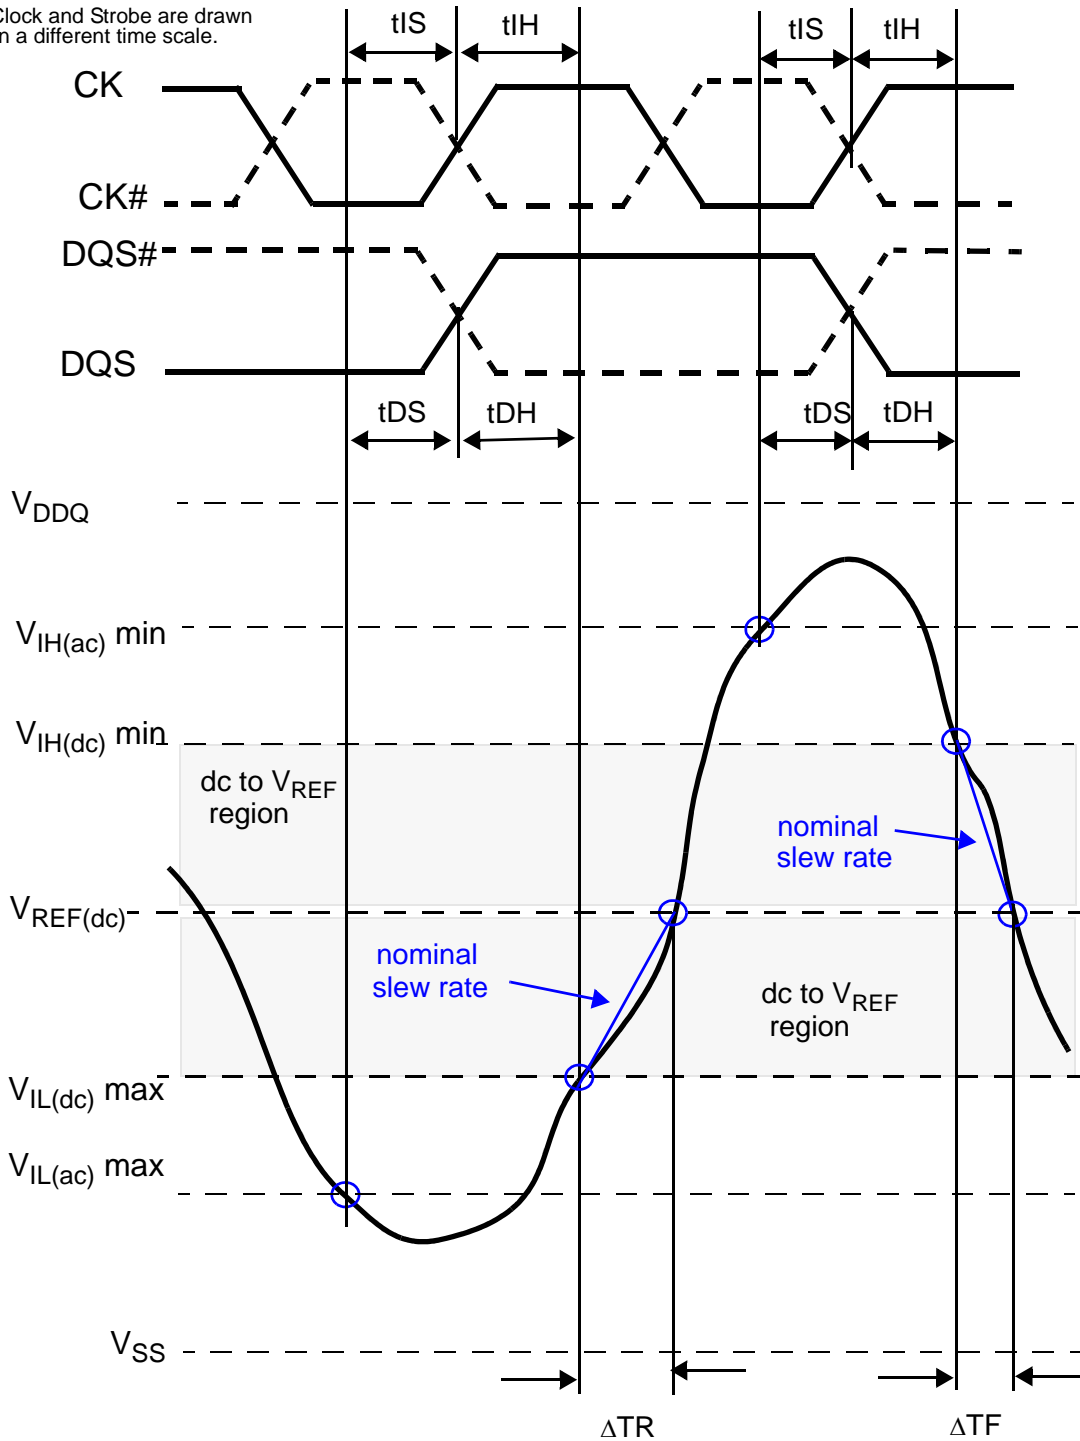 Clock and Strobe are drawn
n a different time scale.
tIS tIH tIS tIH
CK
CK#
DQS#
DQS
tDS tDH tDS tDH
VDDQ
VIH(ac) min
VIH(dc) min
dc to VREF
region
nominal
slew rate
VREF(dc)
nominal
slew rate
dc to VREF
region
VIL(dc) max
VIL(ac) max
VSS
ΔTR ΔTF